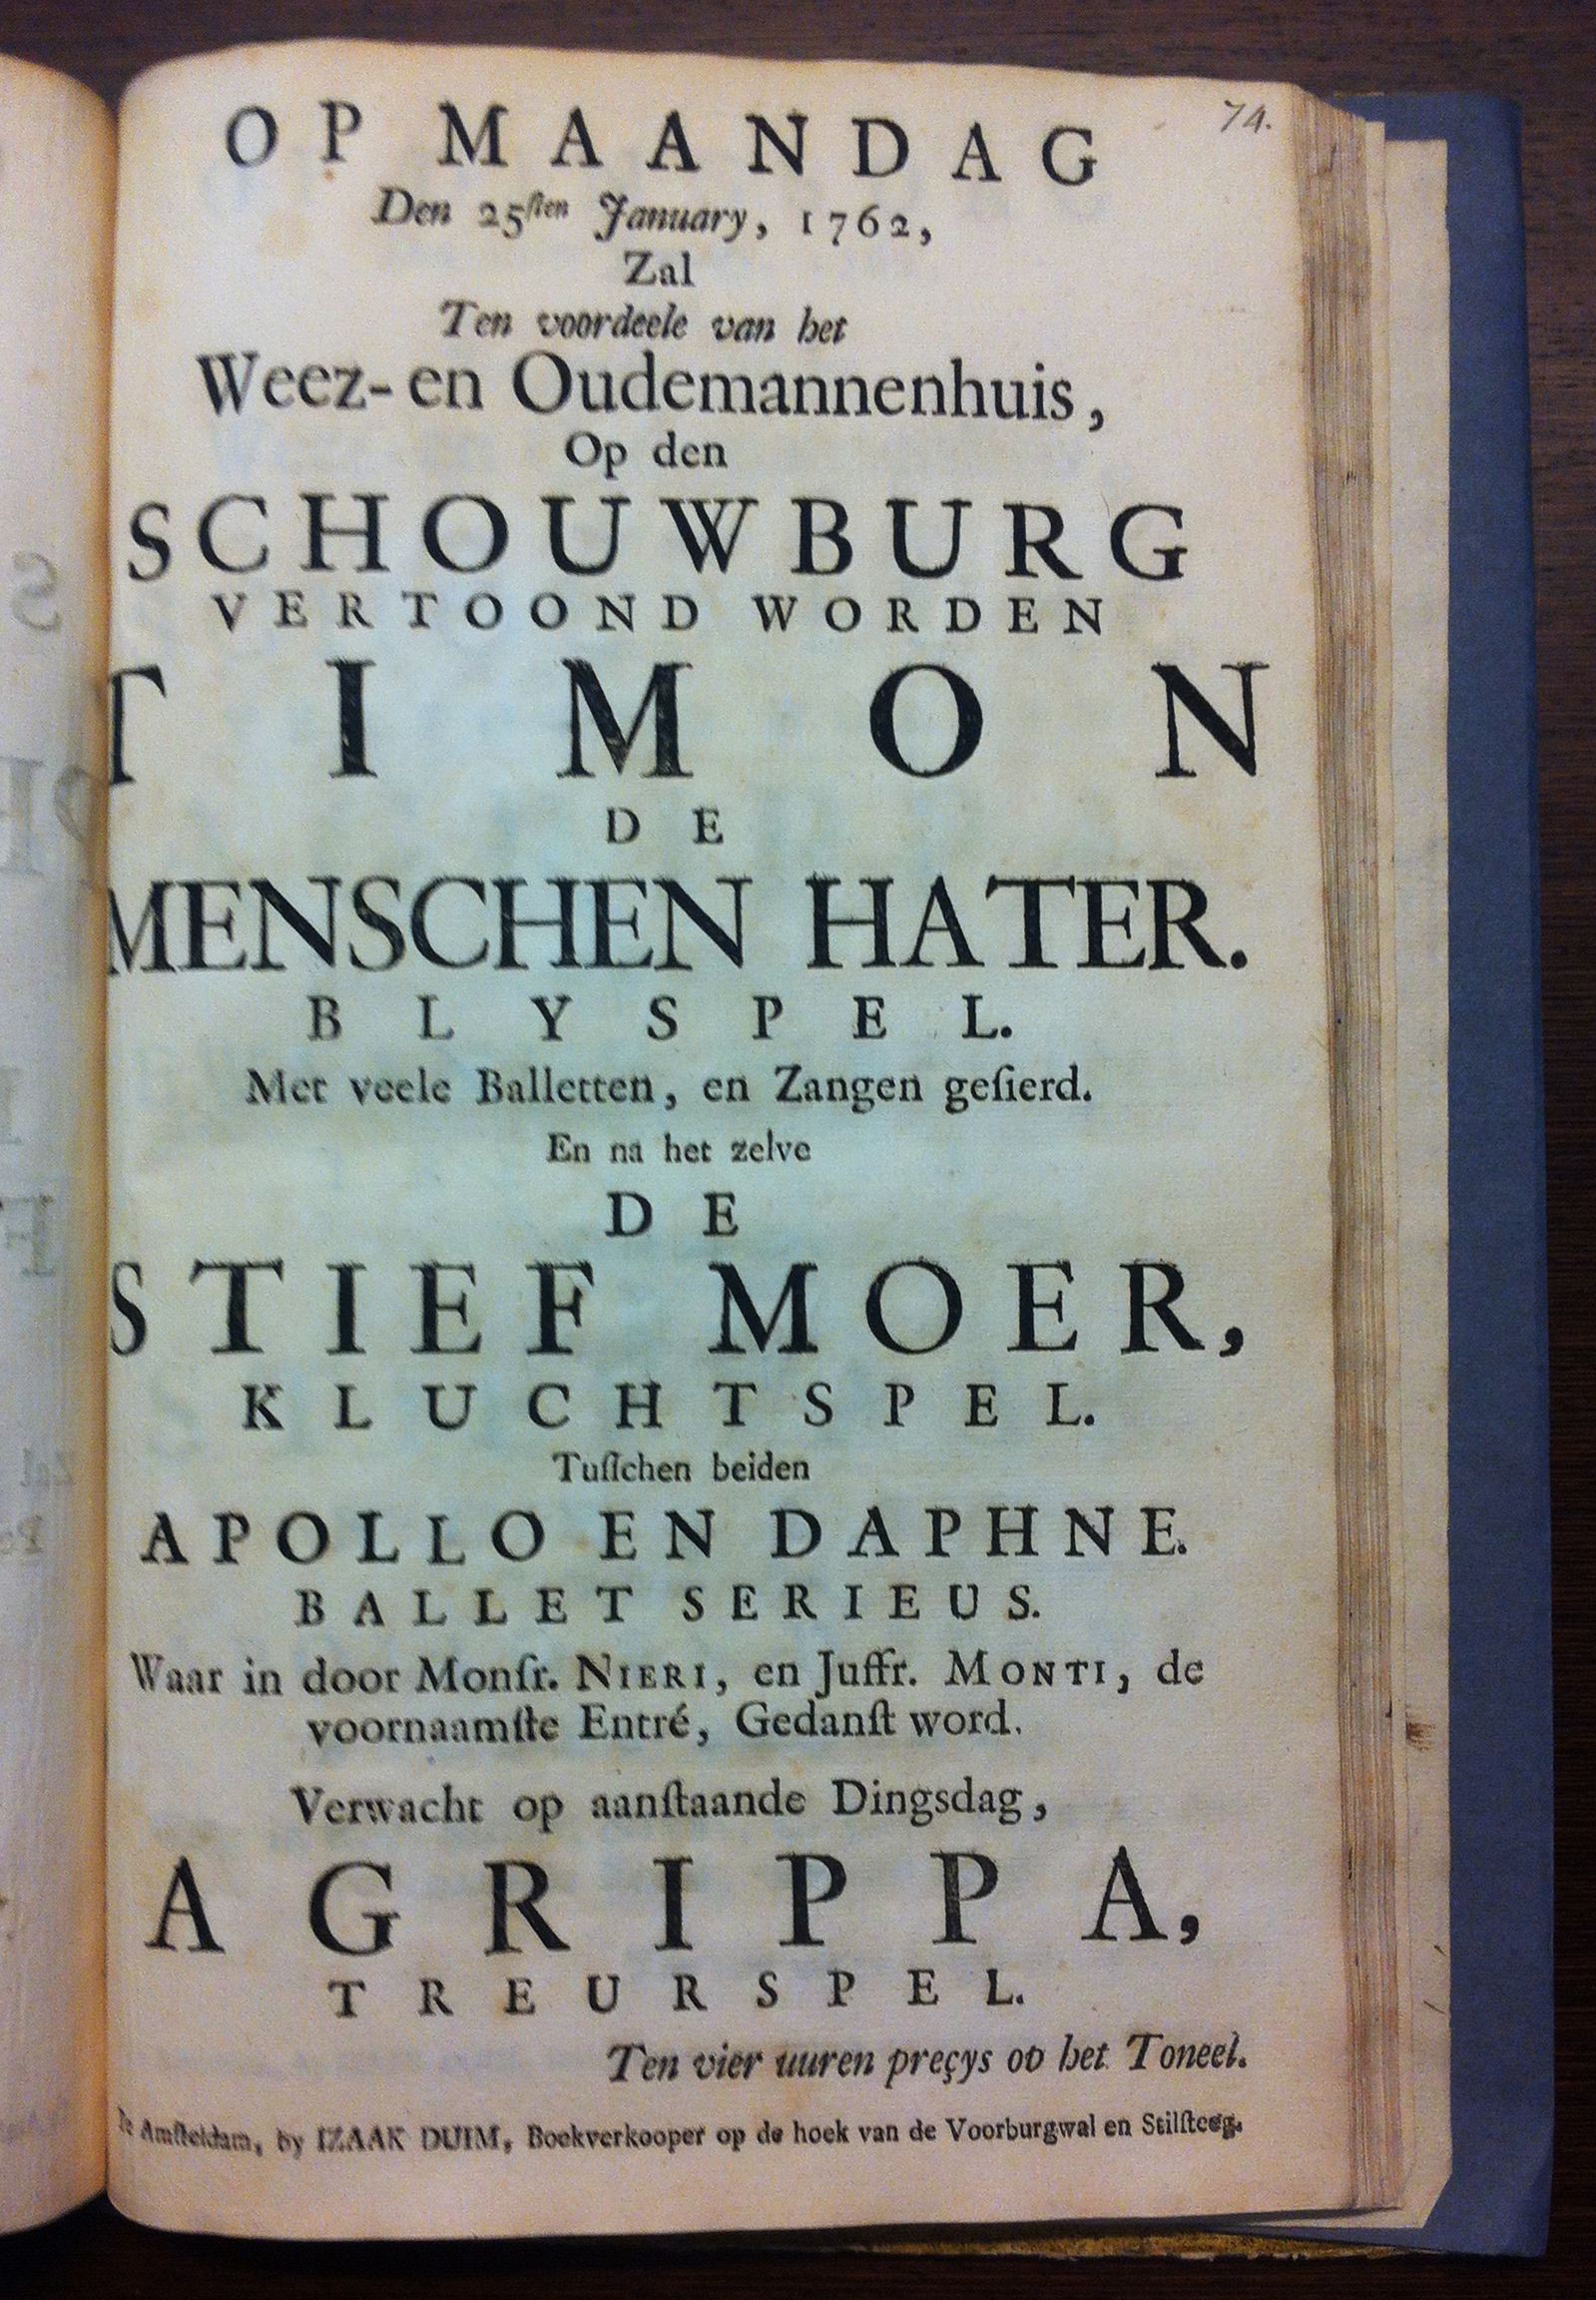 74.
OP MAANDAG
Den 25ſten January, 1762,
Zal
Ten voordeele van het
Weez- en Oudemannenhuis,
Op den
SCHOUWBURG
VERTOOND WORDEN
TIMON
DE
MENSCHEN HATER.
BLYSPEL.
Met veele Balletten, en Zangen geſierd.
En na het zelve
DE
STIEF MOER,
KLUCHTSPEL.
Tuſſchen beiden
APOLLO EN DAPHNE.
BALLET SERIEUS.
Waar in door Monſr. NIERI, en Juffr. MONTI, de
voornaamſte Entré, Gedanſt word.
Verwacht op aanſtaande Dingsdag,
AGRIPPA,
TREURSPEL.
Ten vier uuren preçys op het Toneel.
Te Amſteldam, by IZAAK DUIM, Boekverkooper op de hoek van de Voorburgwal en Stilſteeg.